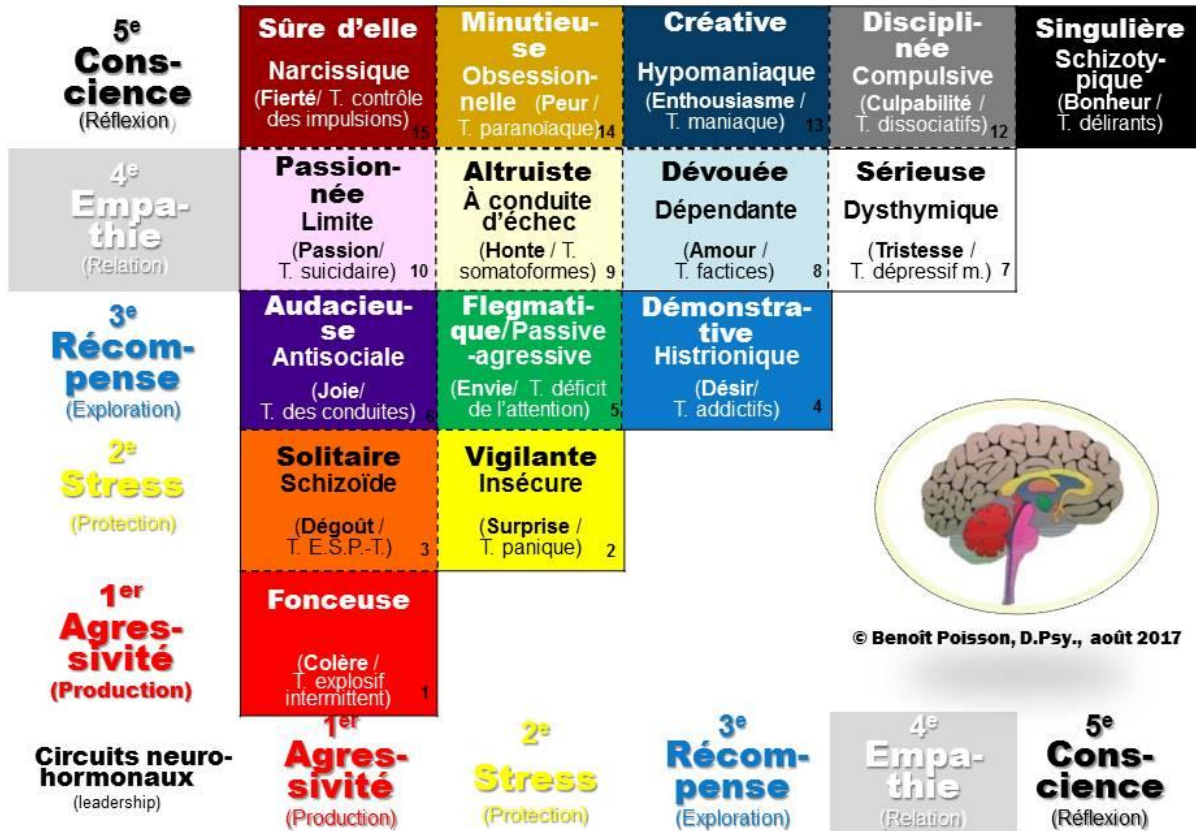 5e
Cons-
cience
(Réflexion)
Sûre d'elle
Narcissique
(Fierté/ T. contrôle
des impulsions) 15
Minutieu-
se
Obsession-
nelle (Peur /
T. paranoïaque) 14
Créative
Hypomaniaque
(Enthousiasme /
T. maniaque) 13
Discipli-
née
Compulsive
(Culpabilité /
T. dissociatifs) 12
Singulière
Schizoty-
pique
(Bonheur /
T. délirants)
4e
Empa-
thie
(Relation)
Passion-
née
Limite
(Passion/
T. suicidaire) 10
Altruiste
À conduite
d'échec
(Honte / T.
somatoformes) 9
Dévouée
Dépendante
(Amour /
T. factices) 8
Sérieuse
Dysthymique
(Tristesse /
T. dépressif m.) 7
3e
Récom-
pense
(Exploration)
Audacieu-
se
Antisociale
(Joie/
T. des conduites) 6
Flegmati-
que/Passive
-agressive
(Envie/ T. déficit
de l'attention) 5
Démonstra-
tive
Histrionique
(Désir/
T. addictifs) 4
2e
Stress
(Protection)
Solitaire
Schizoïde
(Dégoût /
T. E.S.P.-T.) 3
Vigilante
Insécure
(Surprise /
T. panique) 2
1er
Agres-
sivité
(Production)
Fonceuse
(Colère /
T. explosif
intermittent) 1
© Benoît Poisson, D.Psy., août 2017
Circuits neuro-
hormonaux
(leadership)
1er
Agres-
sivité
(Production)
2e
Stress
(Protection)
3e
Récom-
pense
(Exploration)
4e
Empa-
thie
(Relation)
5e
Cons-
cience
(Réflexion)